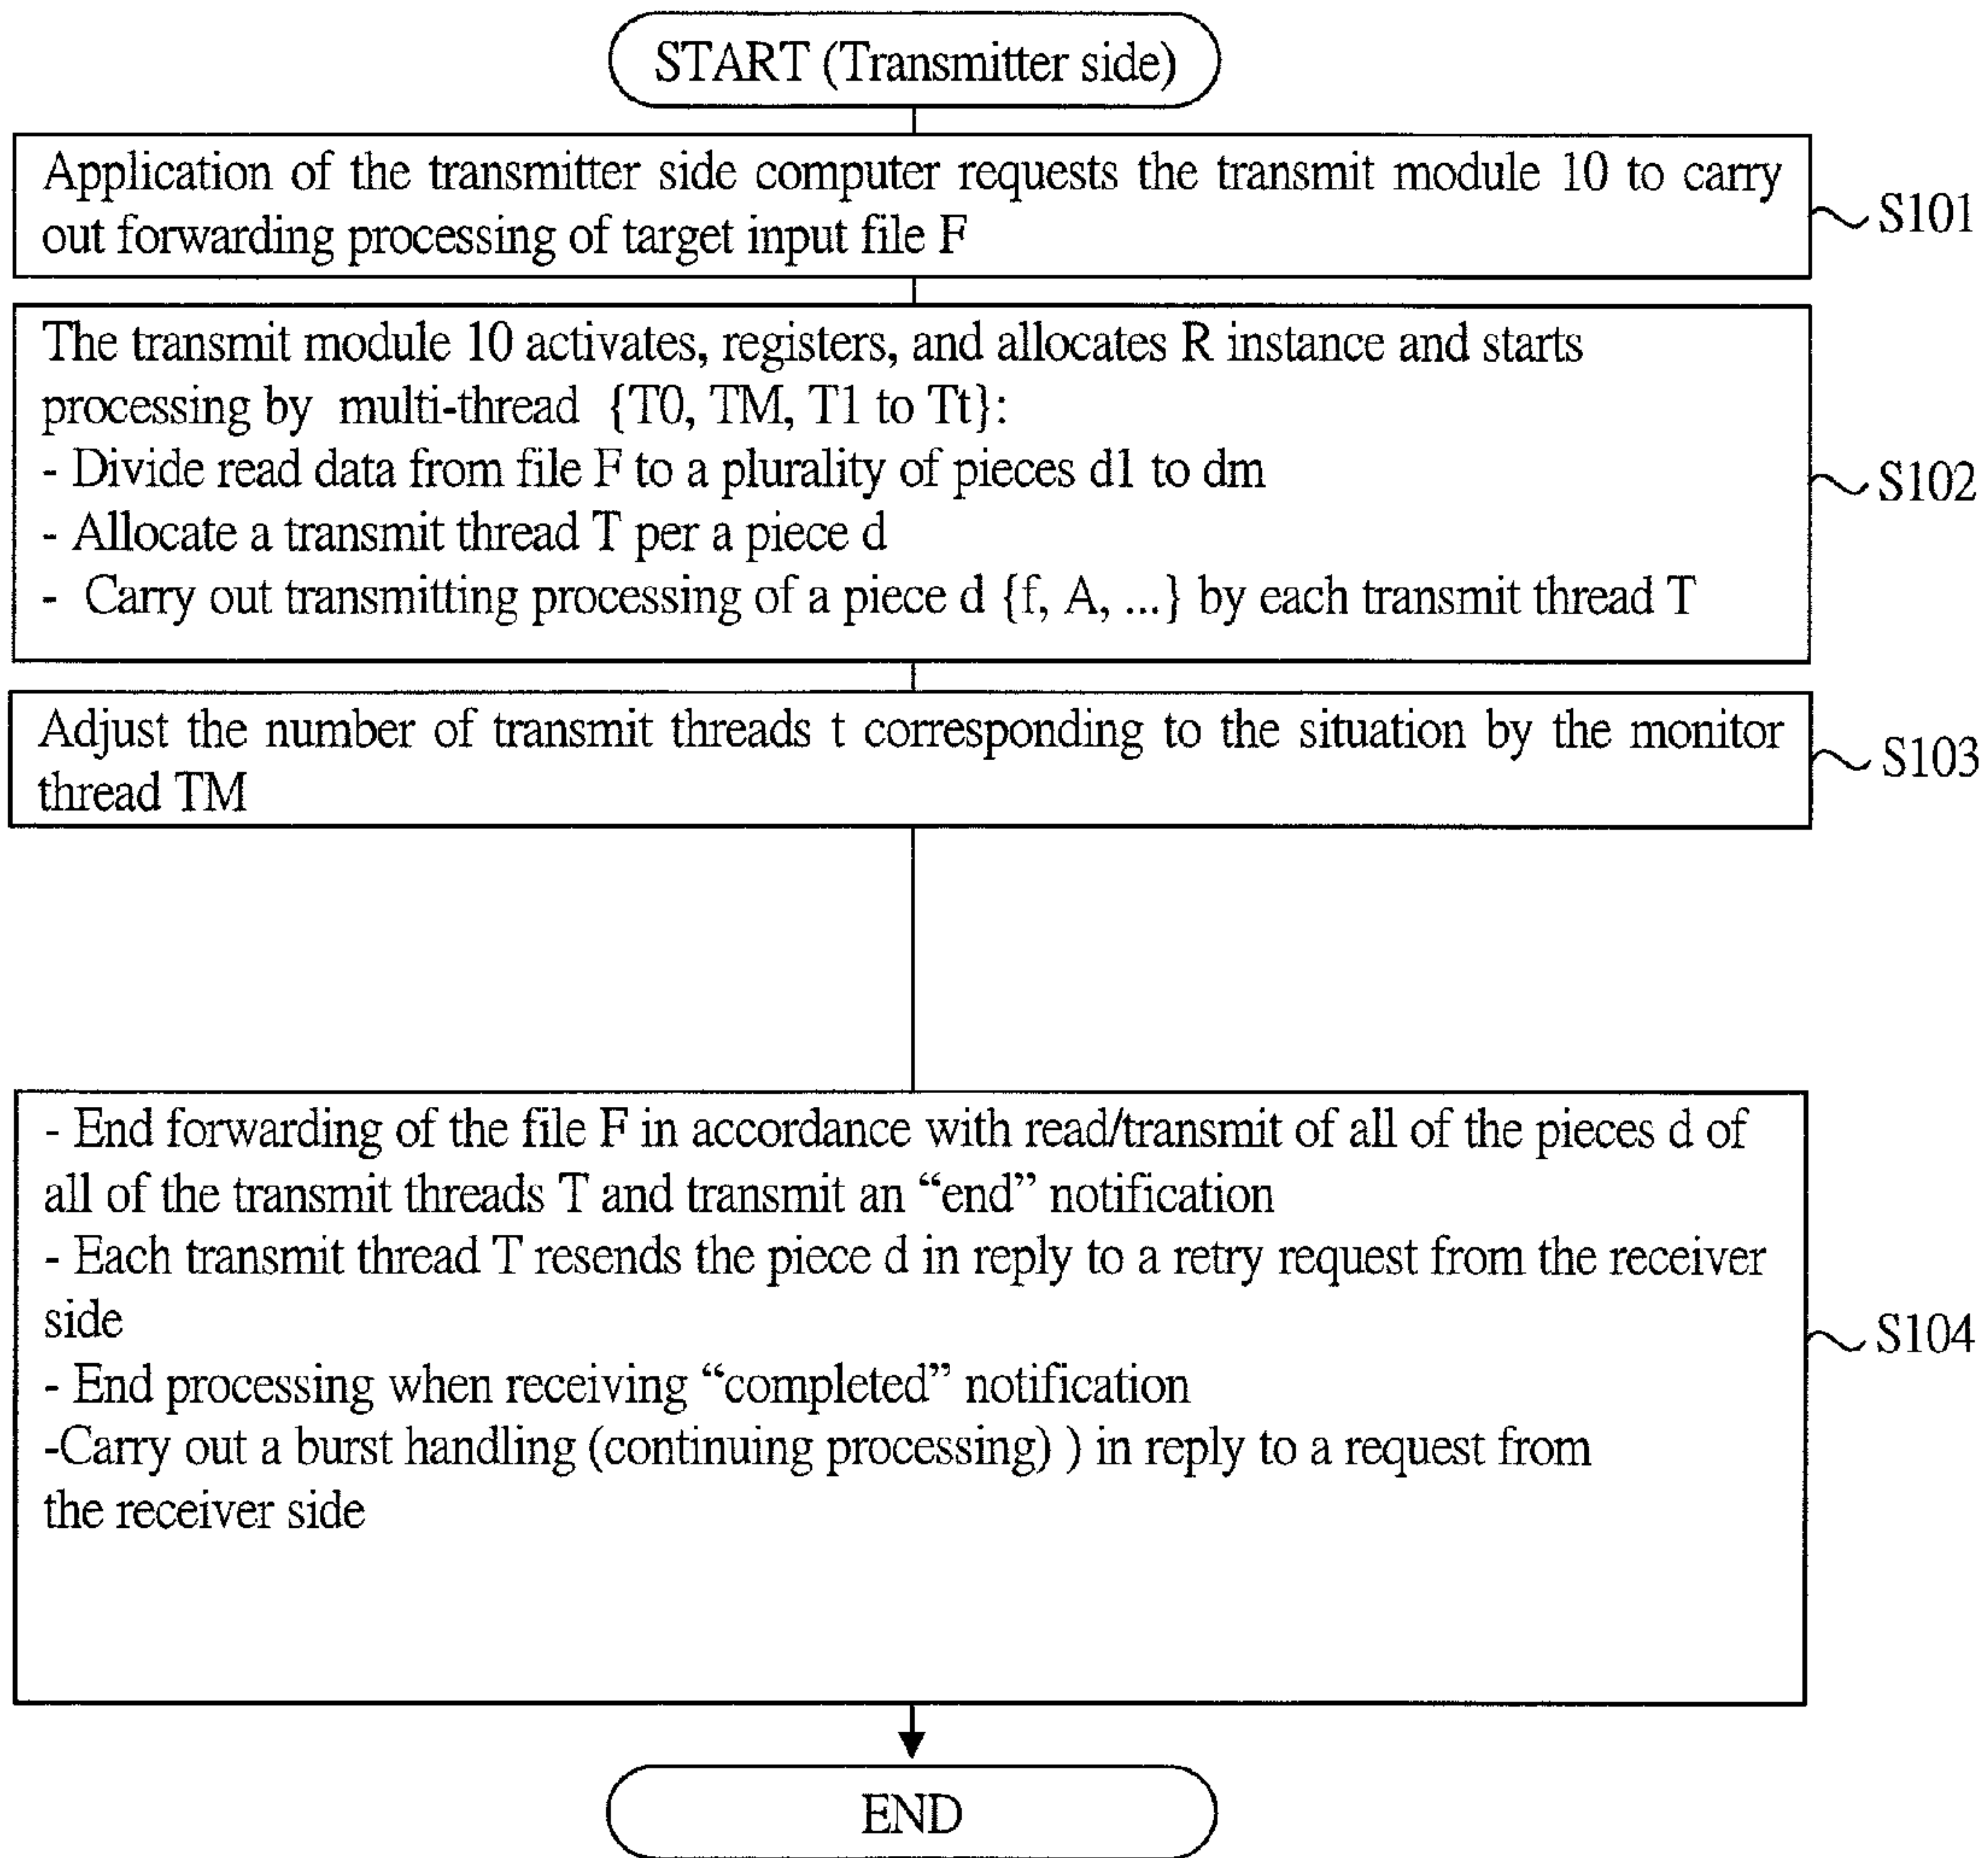 START (Transmitter side)
Application of the transmitter side computer requests the transmit module 10 to carry
out forwarding processing of target input file F
S101
The transmit module 10 activates, registers, and allocates R instance and starts
processing by multi-thread {T0, TM, T1 to Tt}:
- Divide read data from file F to a plurality of pieces d1 to dm
- Allocate a transmit thread T per a piece d
- Carry out transmitting processing of a piece d {f, A, ...} by each transmit thread T
S102
Adjust the number of transmit threads t corresponding to the situation by the monitor
thread TM
S103
- End forwarding of the file F in accordance with read/transmit of all of the pieces d of
all of the transmit threads T and transmit an “end” notification
- Each transmit thread T resends the piece d in reply to a retry request from the receiver
side
- End processing when receiving “completed” notification
-Carry out a burst handling (continuing processing) ) in reply to a request from
the receiver side
S104
END